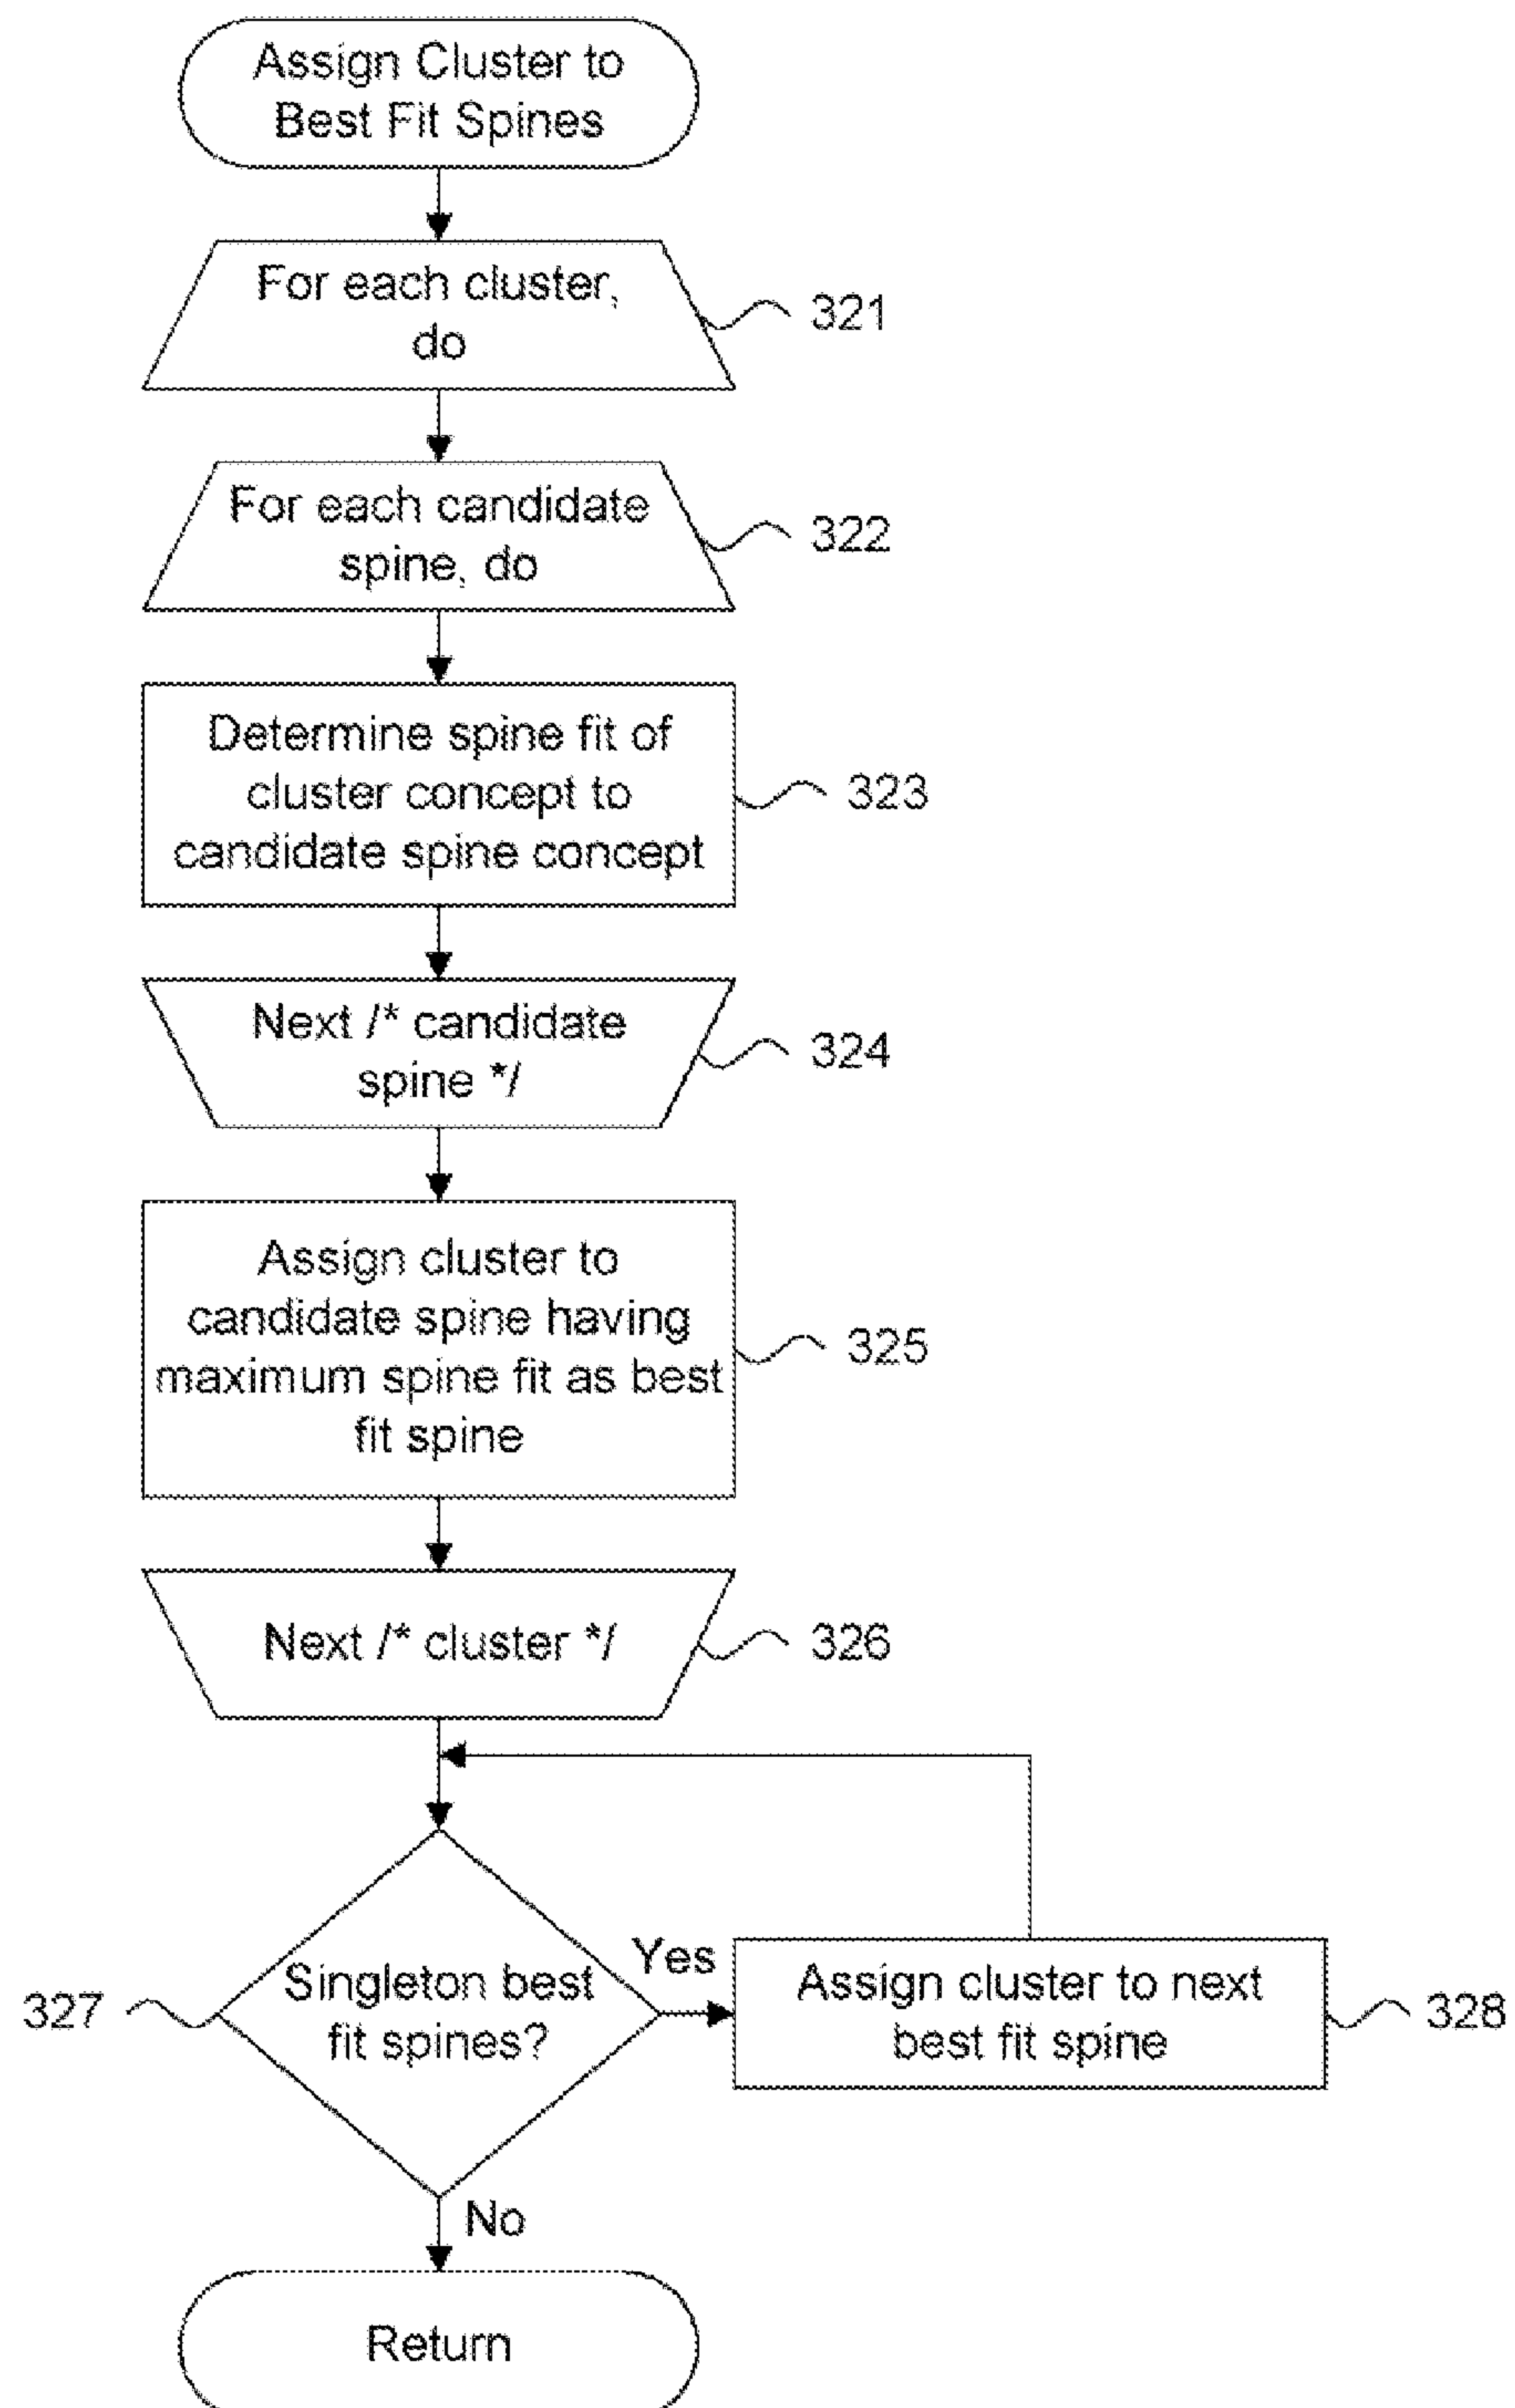 Assign Cluster to
Best Fit Spines
For each cluster,
do
321
For each candidate
spine, do
322
Determine spine fit of
cluster concept to
candidate spine concept
323
Next /* candidate
spine */
324
Assign cluster to
candidate spine having
maximum spine fit as best
fit spine
325
Next /* cluster */
326
327
Singleton best
fit spines?
Yes
Assign cluster to next
best fit spine
328
No
Return